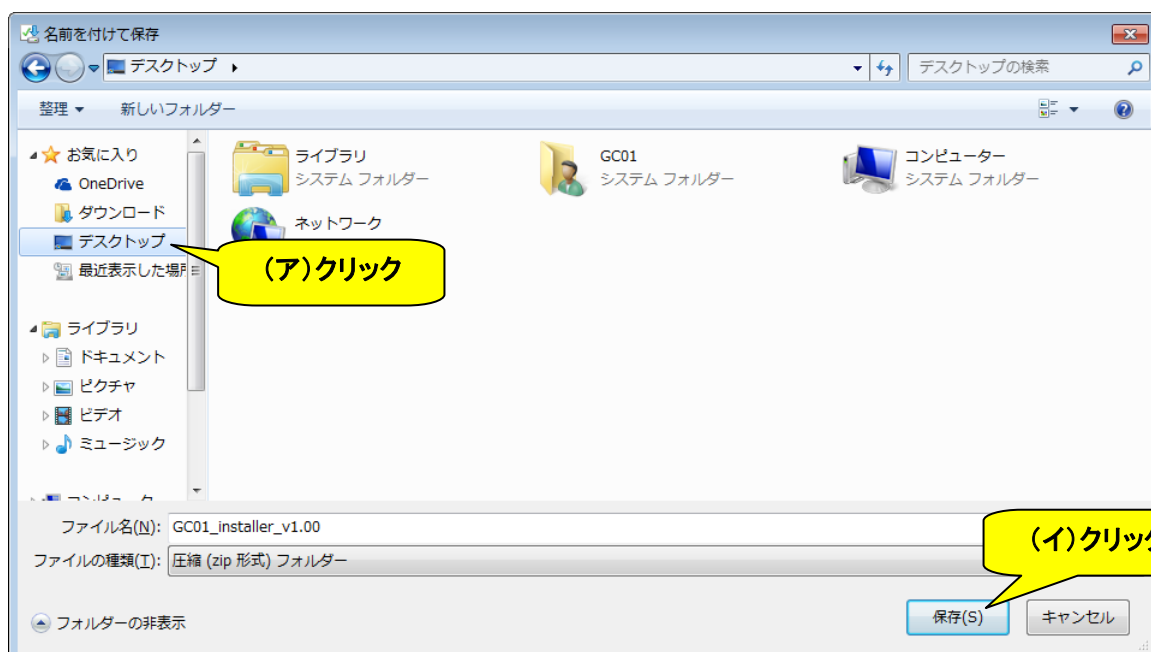 名前を付けて保存
デスクトップ
デスクトップの検索
整理 新しいフォルダー
お気に入り
OneDrive
ダウンロード
デスクトップ
最近表示した場所
ライブラリ
ドキュメント
ピクチャ
ビデオ
ミュージック
ライブラリ
システム フォルダー
GC01
システム フォルダー
コンピューター
システム フォルダー
ネットワーク
(ア)クリック
ファイル名(N): GC01_installer_v1.00
ファイルの種類(T): 圧縮 (zip 形式) フォルダー
(イ)クリック
フォルダーの非表示
保存(S)
キャンセル